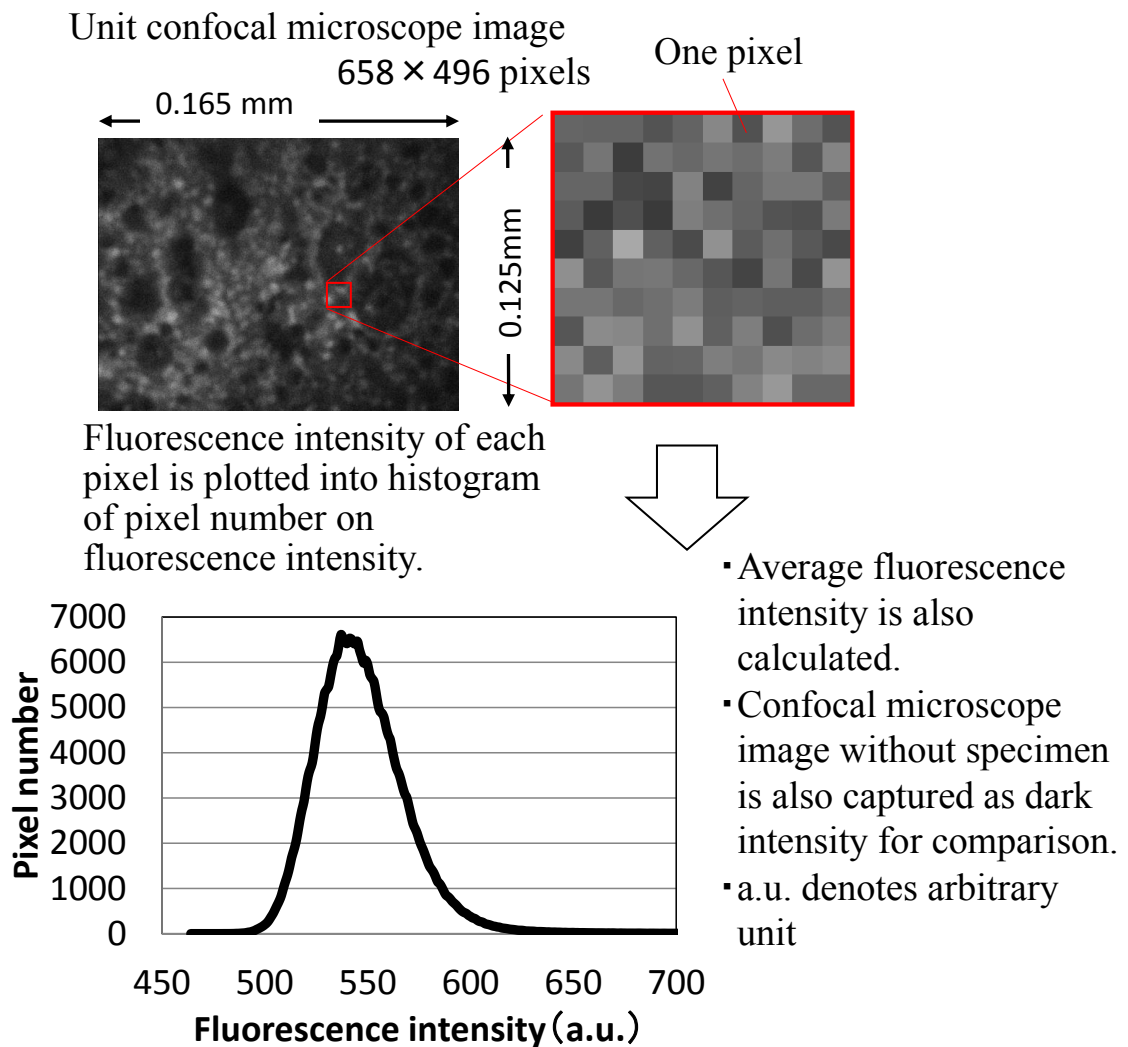 Unit confocal microscope image
658 × 496 pixels
One pixel
0.165 mm
0.125mm
Fluorescence intensity of each
pixel is plotted into histogram
of pixel number on
fluorescence intensity.
・Average fluorescence
intensity is also
calculated.
・Confocal microscope
image without specimen
is also captured as dark
intensity for comparison.
・a.u. denotes arbitrary
unit
Pixel number
7000
6000
5000
4000
3000
2000
1000
0
450 500 550 600 650 700
Fluorescence intensity（a.u.）